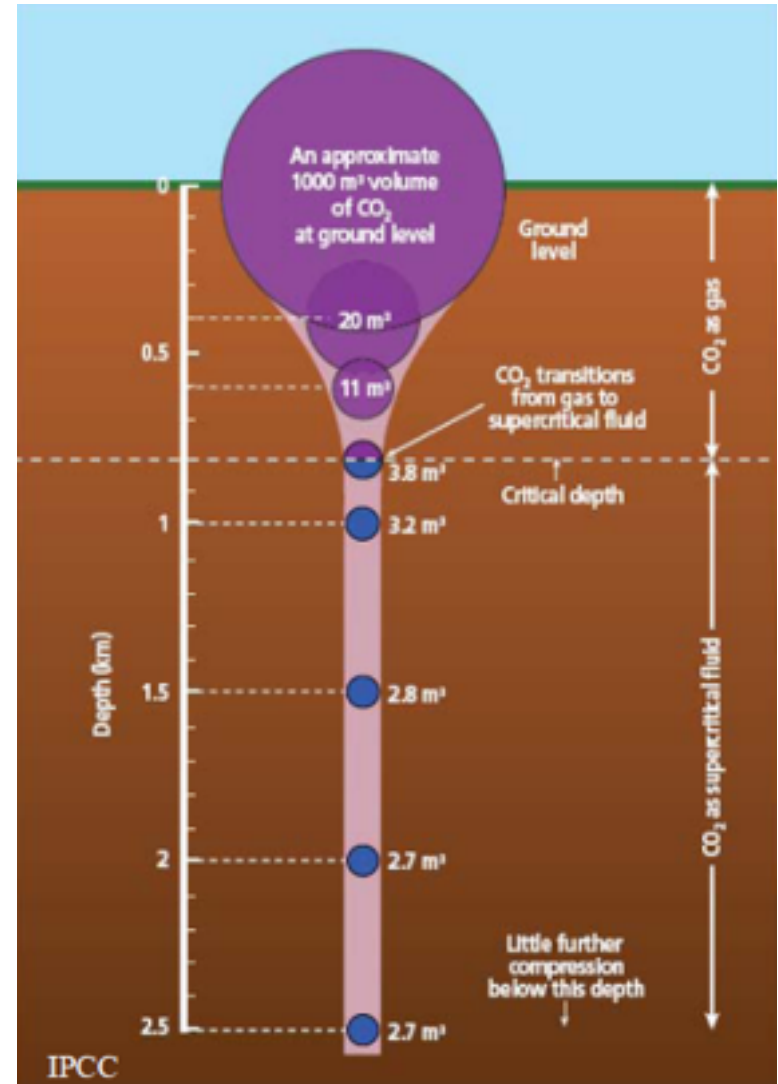 An approximate
1000 m³ volume
of CO₂
at ground level
0
Ground
level
CO₂ as gas
20 m³
0.5
11 m³
CO₂ transitions
from gas to
supercritical fluid
3.8 m³
Critical depth
1
3.2 m³
Depth (km)
1.5
2.8 m³
CO₂ as supercritical fluid
2
2.7 m³
Little further
compression
below this depth
2.5
2.7 m³
IPCC